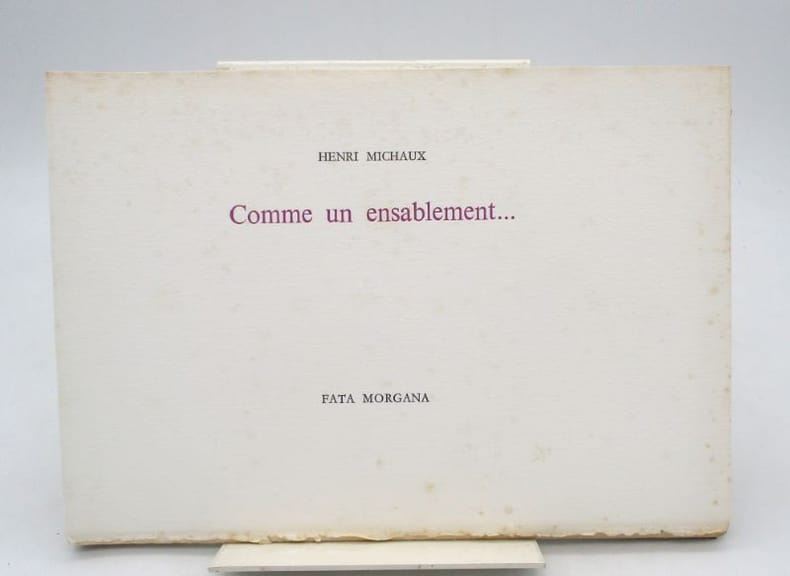 HENRI MICHAUX
Comme un ensablement...
FATA MORGANA